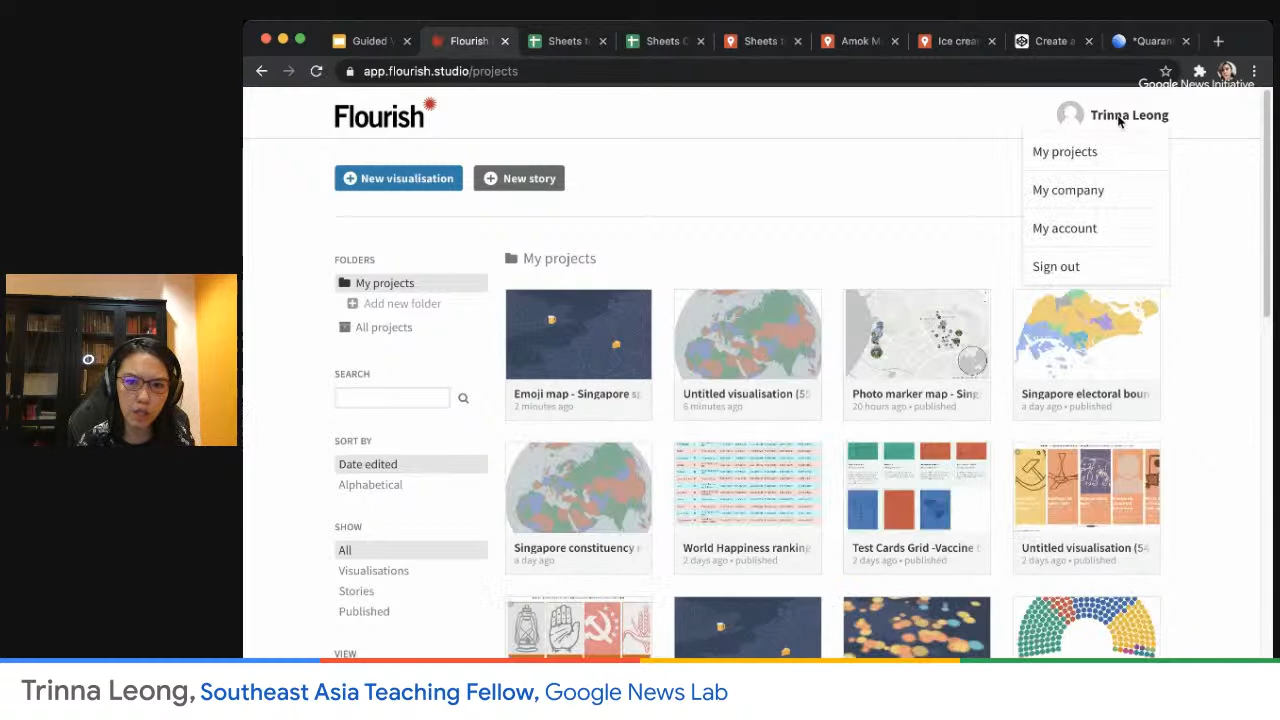 Guided
Flourish
Sheets t
Sheets
Sheets t
Amok M
Ice crea
Create a
*Quaran
app.flourish.studio/projects
Google News Initiative
Flourish
Trinna Leong
My projects
My company
My account
Sign out
New visualisation
New story
FOLDERS
My projects
Add new folder
All projects
SEARCH
SORT BY
Date edited
Alphabetical
SHOW
All
Visualisations
Stories
Published
VIEW
My projects
Emoji map - Singapore s
2 minutes ago
Untitled visualisation (55
6 minutes ago
Photo marker map - Sing
20 hours ago • published
Singapore electoral boun
a day ago • published
Singapore constituency
a day ago
World Happiness ranking
2 days ago • published
Test Cards Grid -Vaccine t
2 days ago • published
Untitled visualisation (54
2 days ago • published
Trinna Leong, Southeast Asia Teaching Fellow, Google News Lab